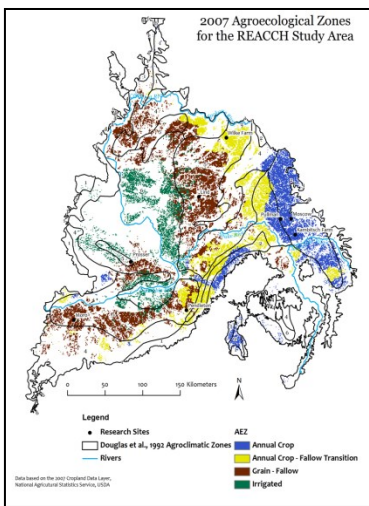 2007 Agroecological Zones
for the REACCH Study Area
Wilke Farm
Pullman
Moscow
Kambitsch Farm
Prosser
Pendleton
Moro
0 50 100 150 Kilometers
N
Legend
Research Sites
Douglas et al., 1992 Agroclimatic Zones
Rivers
AEZ
Annual Crop
Annual Crop - Fallow Transition
Grain - Fallow
Irrigated
Data based on the 2007 Cropland Data Layer,
National Agricultural Statistics Service, USDA